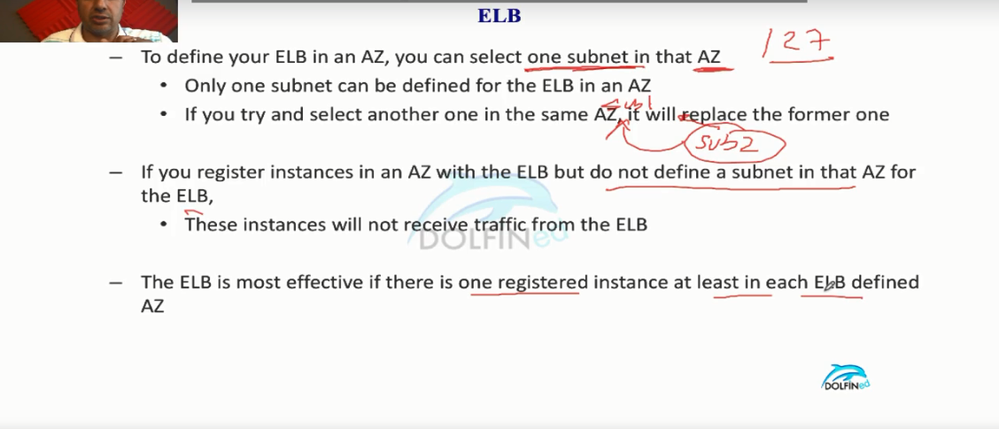 ELB
/27
– To define your ELB in an AZ, you can select one subnet in that AZ
• Only one subnet can be defined for the ELB in an AZ
sub1
• If you try and select another one in the same AZ, it will replace the former one
sub2
– If you register instances in an AZ with the ELB but do not define a subnet in that AZ for
the ELB,
• These instances will not receive traffic from the ELB
DOLFINed
– The ELB is most effective if there is one registered instance at least in each ELB defined
AZ
DOLFINed